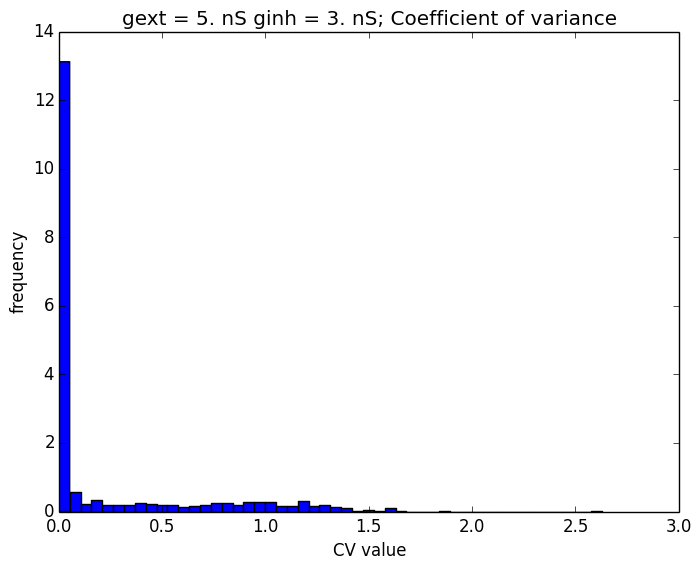 gext = 5. nS ginh = 3. nS; Coefficient of variance
14
12
10
8
6
4
2
0
frequency
0.0 0.5 1.0 1.5 2.0 2.5 3.0
CV value